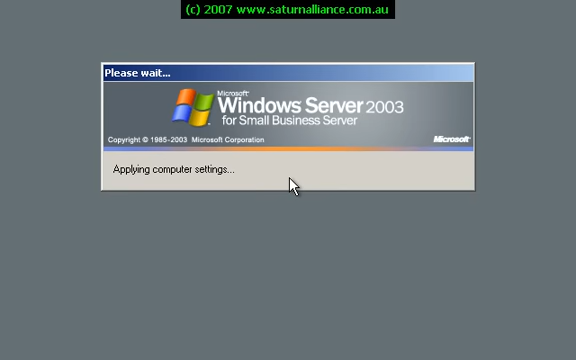 (c) 2007 www.saturnalliance.com.au
Please wait...
Microsoft
Windows Server 2003
for Small Business Server
Copyright © 1985-2003 Microsoft Corporation Microsoft
Applying computer settings...